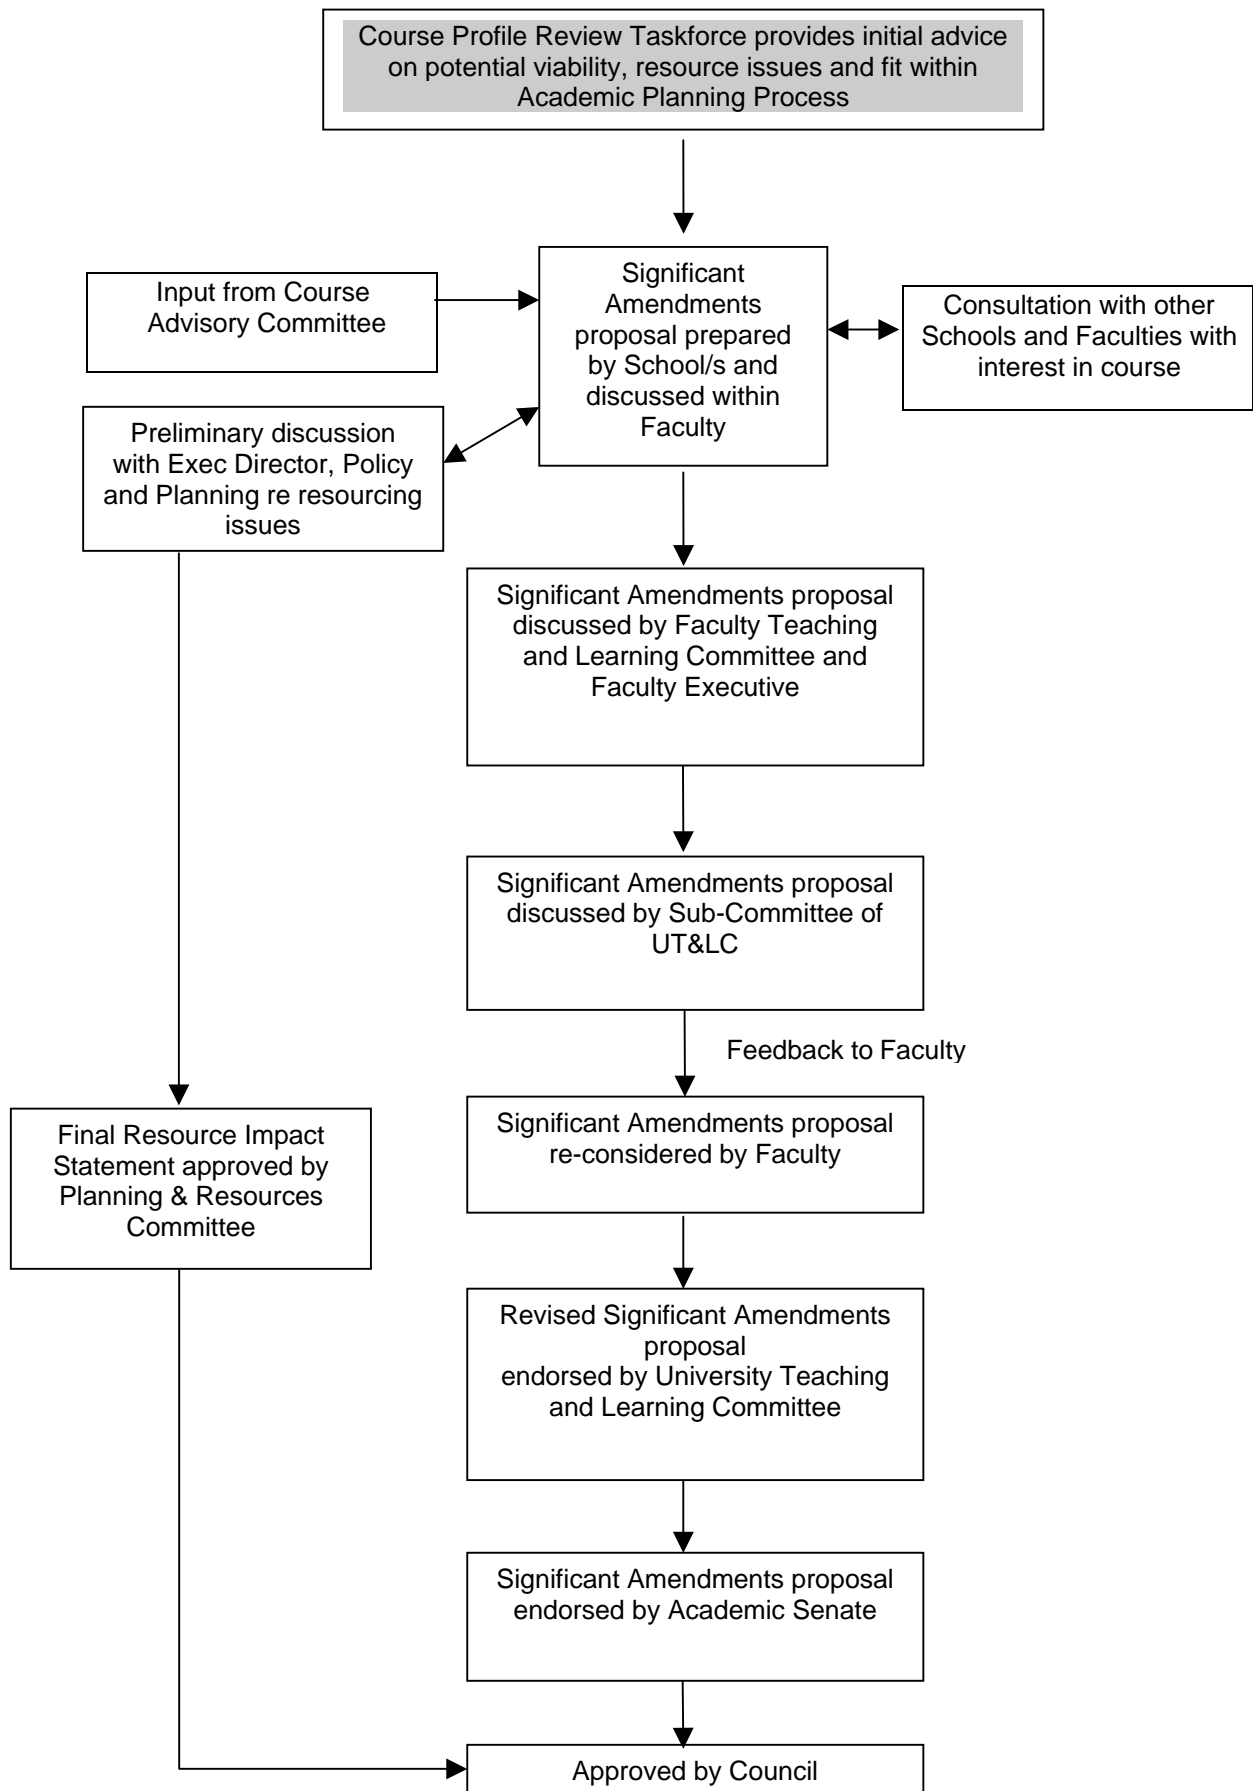 Course Profile Review Taskforce provides initial advice
on potential viability, resource issues and fit within
Academic Planning Process
Input from Course
Advisory Committee
Significant
Amendments
proposal prepared
by School/s and
discussed within
Faculty
Consultation with other
Schools and Faculties with
interest in course
Preliminary discussion
with Exec Director, Policy
and Planning re resourcing
issues
Significant Amendments proposal
discussed by Faculty Teaching
and Learning Committee and
Faculty Executive
Significant Amendments proposal
discussed by Sub-Committee of
UT&LC
Feedback to Faculty
Final Resource Impact
Statement approved by
Planning & Resources
Committee
Significant Amendments proposal
re-considered by Faculty
Revised Significant Amendments
proposal
endorsed by University Teaching
and Learning Committee
Significant Amendments proposal
endorsed by Academic Senate
Approved by Council